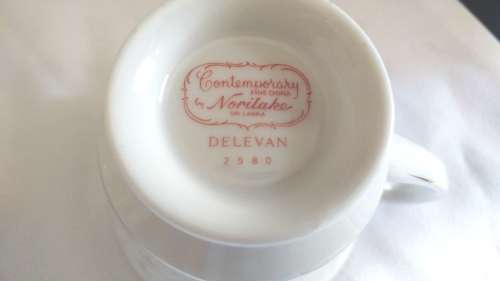 Contemporary
FINE CHINA
by Noritake
SRI LANKA
DELEVAN
2580